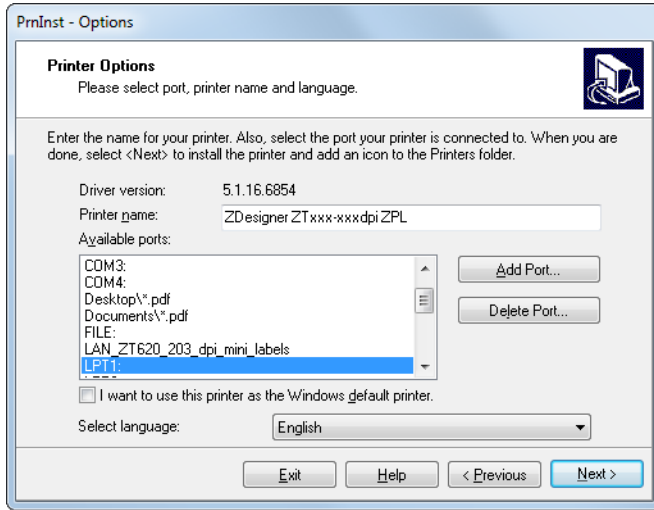 PrnInst - Options
Printer Options
Please select port, printer name and language.
Enter the name for your printer. Also, select the port your printer is connected to. When you are
done, select <Next> to install the printer and add an icon to the Printers folder.
Driver version: 5.1.16.6854
Printer name: ZDesigner ZTxxx-xxxdpi ZPL
Available ports:
COM3:
COM4:
Desktop\*.pdf
Documents\*.pdf
FILE:
LAN_ZT620_203_dpi_mini_labels
LPT1:
Add Port...
Delete Port...
I want to use this printer as the Windows default printer.
Select language: English
Exit Help < Previous Next >